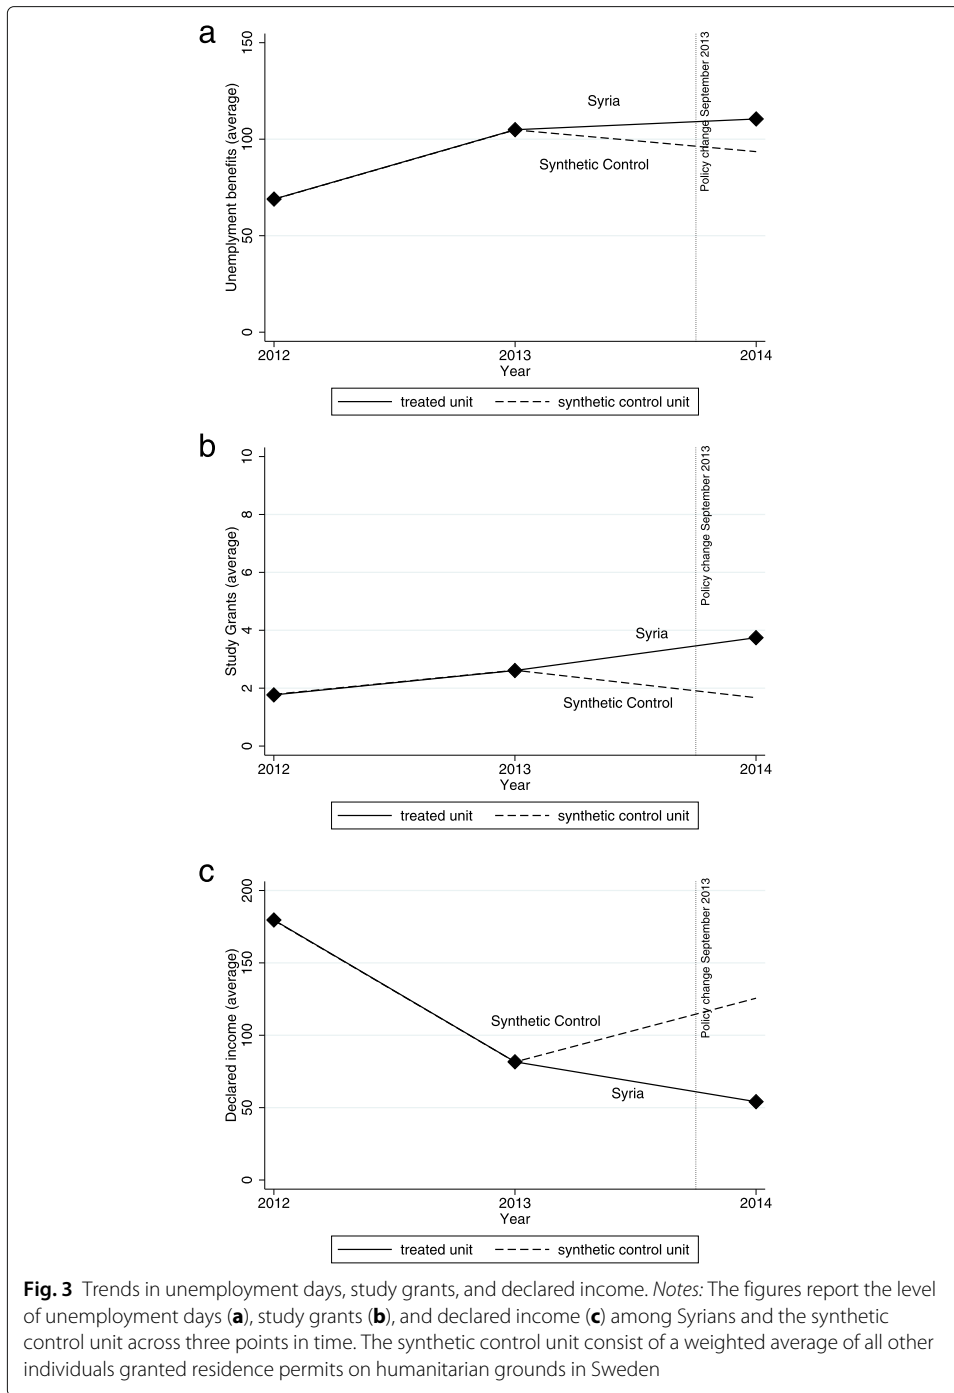 a
150
100
50
0
Unemplyment benefits (average)
Syria
Synthetic Control
Policy change September 2013
2012 2013 2014
Year
treated unit synthetic control unit
b
10
8
6
4
2
0
Study Grants (average)
Syria
Synthetic Control
Policy change September 2013
2012 2013 2014
Year
treated unit synthetic control unit
c
200
150
100
50
0
Declared income (average)
Synthetic Control
Syria
Policy change September 2013
2012 2013 2014
Year
treated unit synthetic control unit
Fig. 3 Trends in unemployment days, study grants, and declared income. Notes: The figures report the level
of unemployment days (a), study grants (b), and declared income (c) among Syrians and the synthetic
control unit across three points in time. The synthetic control unit consist of a weighted average of all other
individuals granted residence permits on humanitarian grounds in Sweden